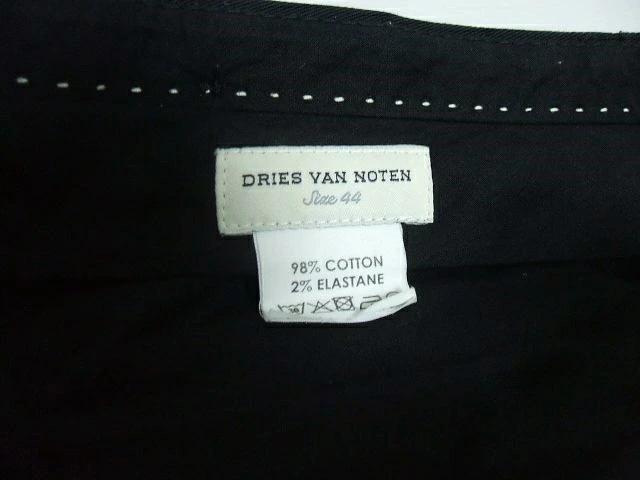 DRIES VAN NOTEN
Size 44
98% COTTON
2% ELASTANE